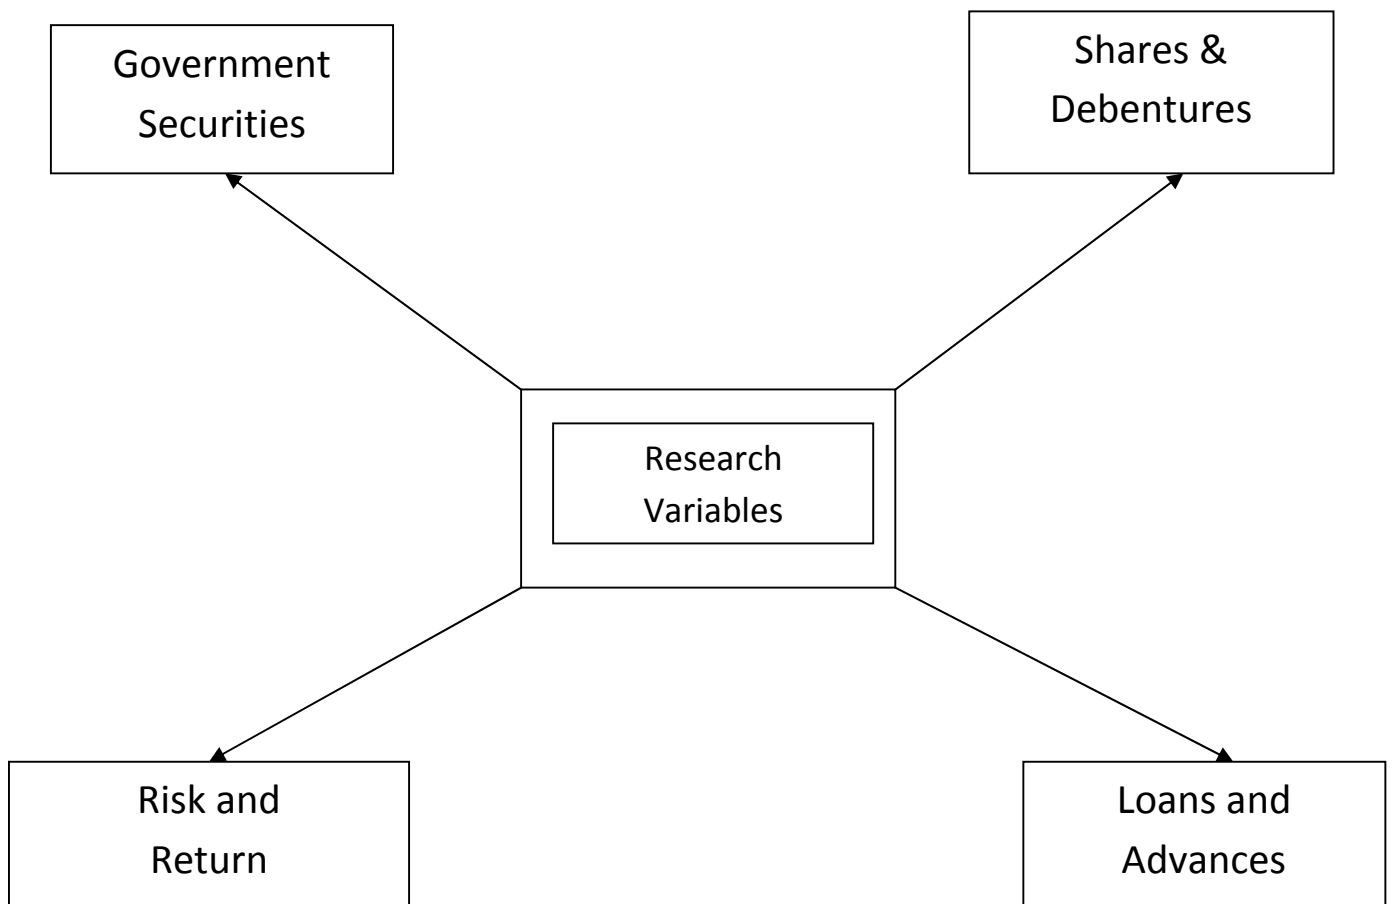 Government
Securities
Shares &
Debentures
Research
Variables
Risk and
Return
Loans and
Advances